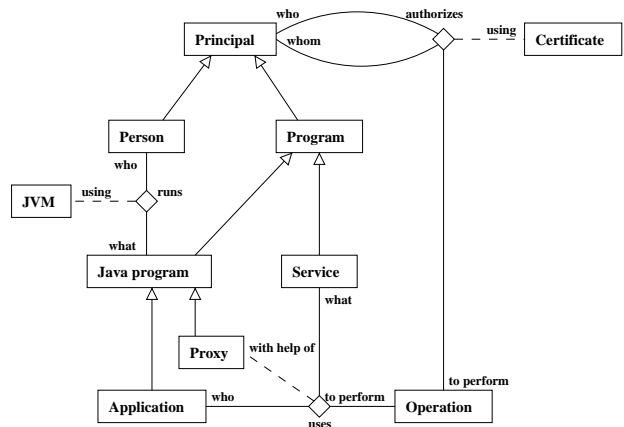 who
authorizes
Principal
whom
using
Certificate
Person
Program
who
JVM
using
runs
what
Java program
Service
what
Proxy
with help of
to perform
Application
who
to perform
Operation
uses